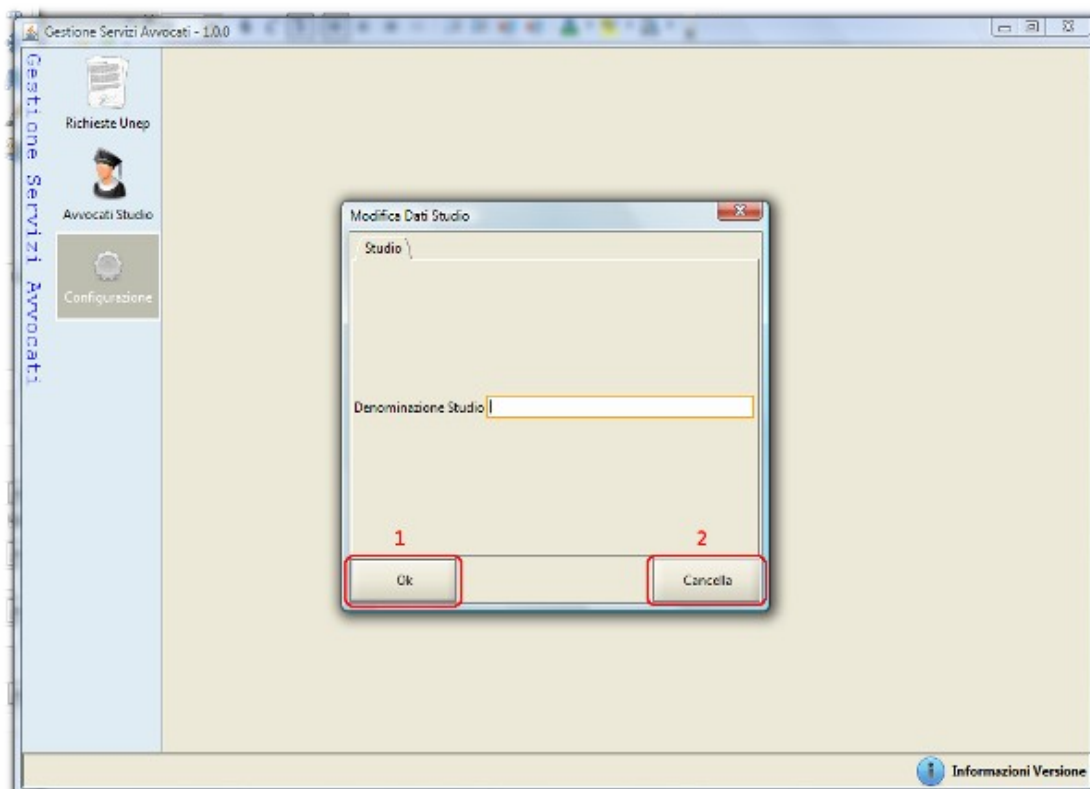 Gestione Servizi Avvocati - 1.0.0
Gestione Servizi Avvocati
Richieste Unep
Avvocati Studio
Configurazione
Modifica Dati Studio
Studio
Denominazione Studio
1
2
Ok
Cancella
Informazioni Versione